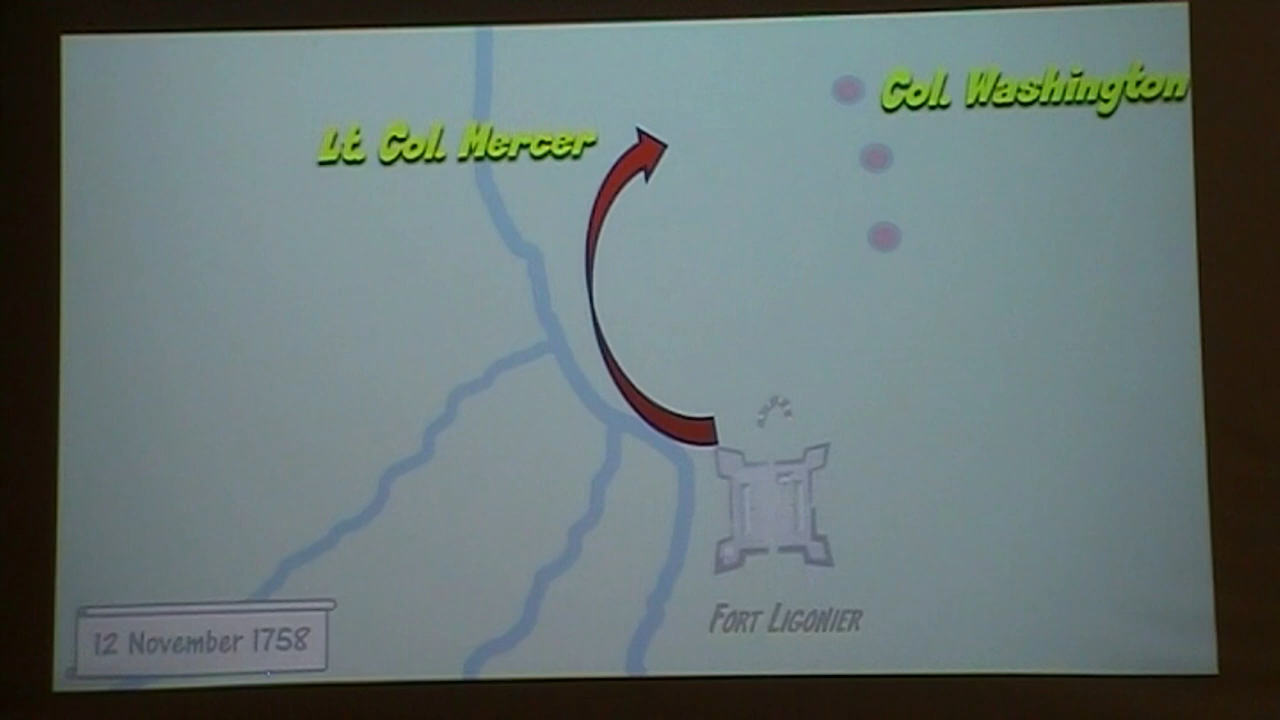 Col. Washington
Lt. Col. Mercer
FORT LIGONIER
12 November 1758